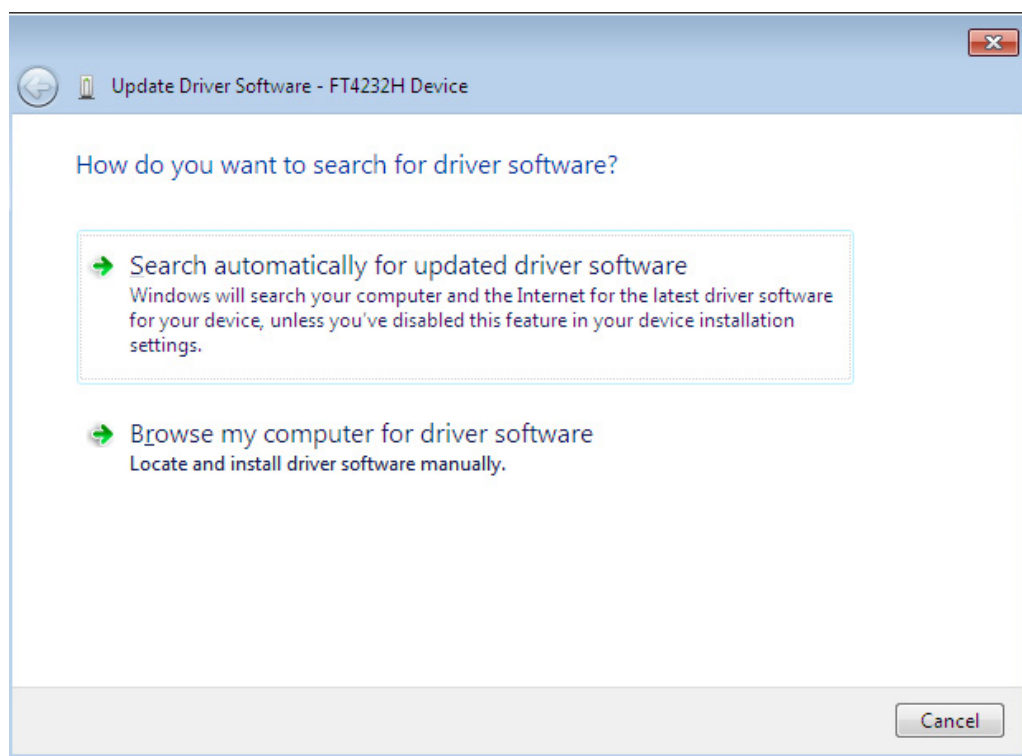 Update Driver Software - FT4232H Device
How do you want to search for driver software?
Search automatically for updated driver software
Windows will search your computer and the Internet for the latest driver software
for your device, unless you've disabled this feature in your device installation
settings.
Browse my computer for driver software
Locate and install driver software manually.
Cancel